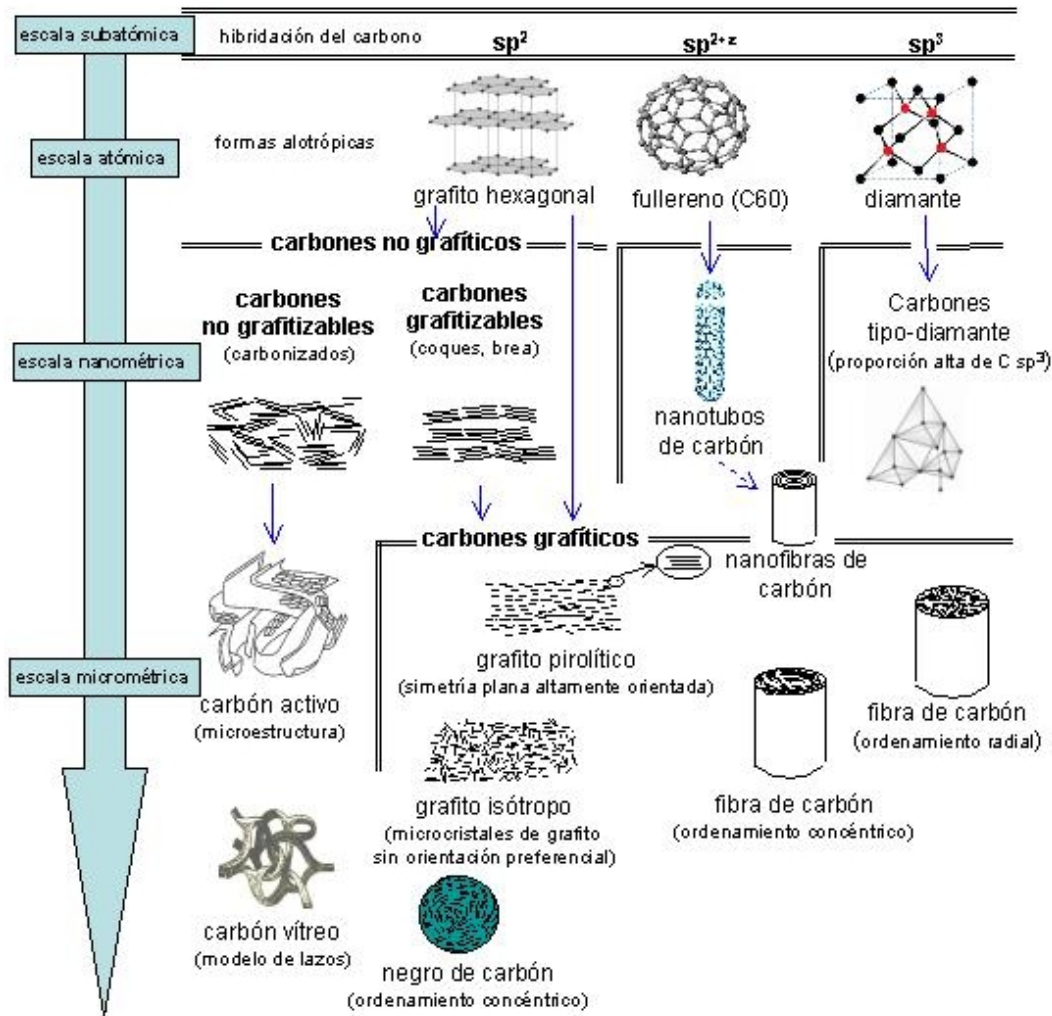 escala subatómica
hibridación del carbono
sp²
sp²⁺ᶻ
sp³
escala atómica
formas alotrópicas
grafito hexagonal
fullereno (C60)
diamante
carbones no grafíticos
carbones
no grafitizables
(carbonizados)
carbones
grafitizables
(coques, brea)
Carbones
tipo-diamante
(proporción alta de C sp³)
escala nanométrica
nanotubos
de carbón
carbones grafíticos
nanofibras de
carbón
grafito pirolítico
(simetría plana altamente orientada)
escala micrométrica
carbón activo
(microestructura)
fibra de carbón
(ordenamiento radial)
grafito isótropo
(microcristales de grafito
sin orientación preferencial)
fibra de carbón
(ordenamiento concéntrico)
carbón vítreo
(modelo de lazos)
negro de carbón
(ordenamiento concéntrico)